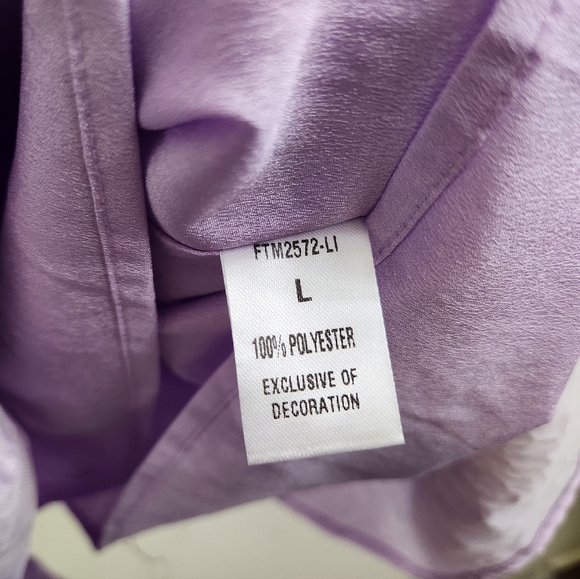 FTM2572-LI
L
100% POLYESTER
EXCLUSIVE OF
DECORATION